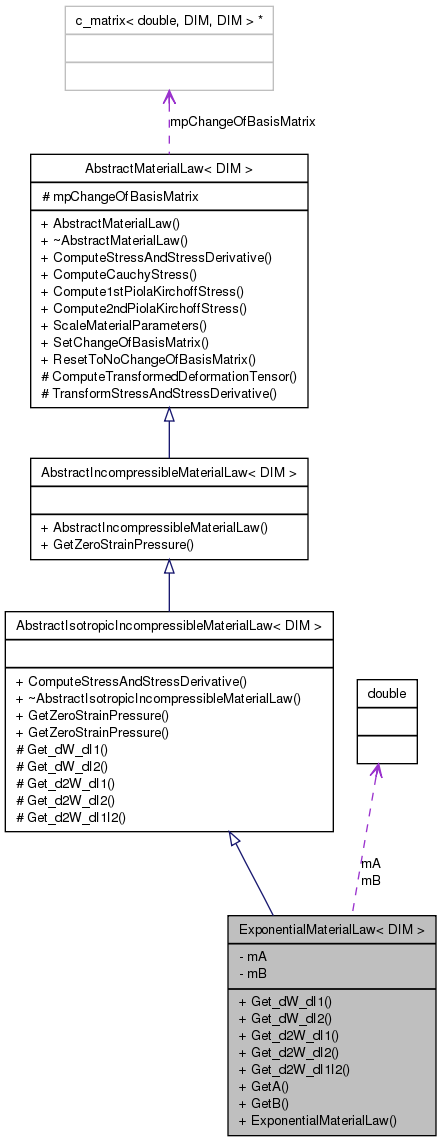 c_matrix< double, DIM, DIM > *
mpChangeOfBasisMatrix
AbstractMaterialLaw< DIM >
# mpChangeOfBasisMatrix
+ AbstractMaterialLaw()
+ ~AbstractMaterialLaw()
+ ComputeStressAndStressDerivative()
+ ComputeCauchyStress()
+ Compute1stPiolaKirchoffStress()
+ Compute2ndPiolaKirchoffStress()
+ ScaleMaterialParameters()
+ SetChangeOfBasisMatrix()
+ ResetToNoChangeOfBasisMatrix()
# ComputeTransformedDeformationTensor()
# TransformStressAndStressDerivative()
AbstractIncompressibleMaterialLaw< DIM >
+ AbstractIncompressibleMaterialLaw()
+ GetZeroStrainPressure()
AbstractIsotropicIncompressibleMaterialLaw< DIM >
+ ComputeStressAndStressDerivative()
+ ~AbstractIsotropicIncompressibleMaterialLaw()
+ GetZeroStrainPressure()
+ GetZeroStrainPressure()
# Get_dW_dI1()
# Get_dW_dI2()
# Get_d2W_dI1()
# Get_d2W_dI2()
# Get_d2W_dI1I2()
double
mA
mB
ExponentialMaterialLaw< DIM >
- mA
- mB
+ Get_dW_dI1()
+ Get_dW_dI2()
+ Get_d2W_dI1()
+ Get_d2W_dI2()
+ Get_d2W_dI1I2()
+ GetA()
+ GetB()
+ ExponentialMaterialLaw()